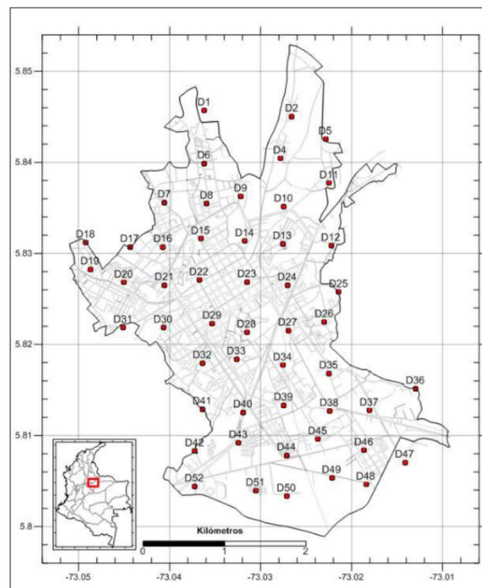 5.85
D1
D2
D5
D4
5.84
D6
D11
D7
D8
D9
D10
D18
D17
D16
D15
D14
D13
D12
5.83
D19
D20
D21
D22
D23
D24
D25
D31
D30
D29
D28
D27
D26
5.82
D32
D33
D34
D35
D36
D41
D40
D39
D38
D37
5.81
D42
D43
D44
D45
D46
D47
D52
D51
D50
D49
D48
5.8
Kilómetros
0
1
2
-73.05
-73.04
-73.03
-73.02
-73.01